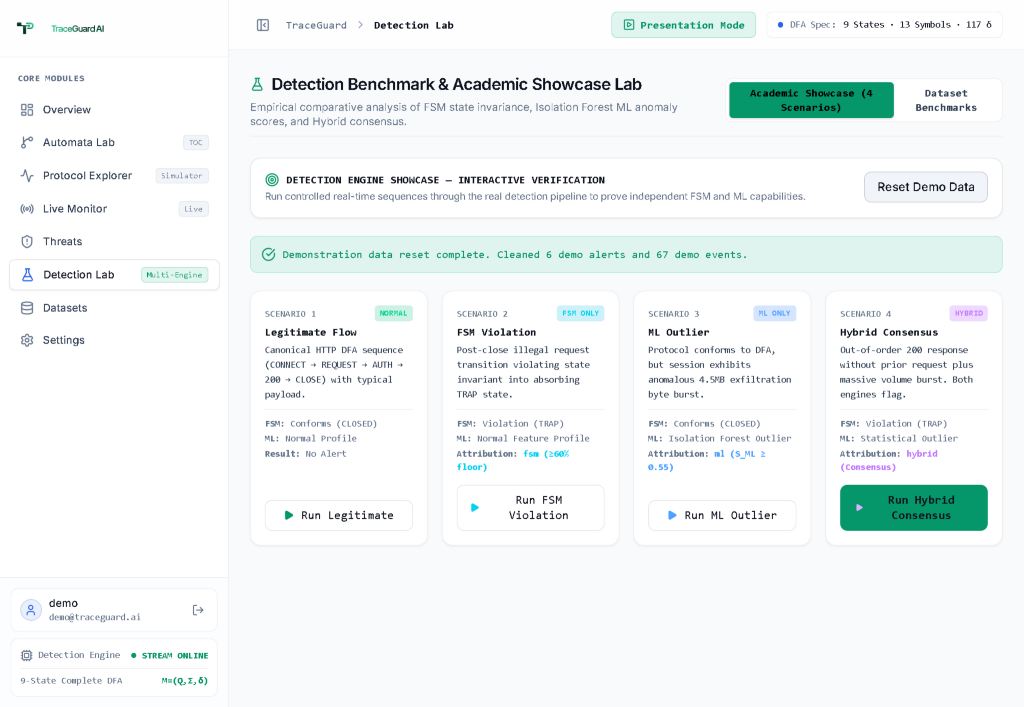 TraceGuard AI
CORE MODULES
Overview
Automata Lab TOC
Protocol Explorer Simulator
Live Monitor Live
Threats
Detection Lab Multi-Engine
Datasets
Settings
demo
demo@traceguard.ai
Detection Engine STREAM ONLINE
9-State Complete DFA M=(Q,Σ,δ)
TraceGuard > Detection Lab
Presentation Mode
DFA Spec: 9 States · 13 Symbols · 117 δ
Detection Benchmark & Academic Showcase Lab
Empirical comparative analysis of FSM state invariance, Isolation Forest ML anomaly
scores, and Hybrid consensus.
Academic Showcase (4
Scenarios)
Dataset
Benchmarks
DETECTION ENGINE SHOWCASE — INTERACTIVE VERIFICATION
Run controlled real-time sequences through the real detection pipeline to prove independent FSM and ML capabilities.
Reset Demo Data
Demonstration data reset complete. Cleaned 6 demo alerts and 67 demo events.
SCENARIO 1 NORMAL
Legitimate Flow
Canonical HTTP DFA sequence
(CONNECT → REQUEST → AUTH →
200 → CLOSE) with typical
payload.
FSM: Conforms (CLOSED)
ML: Normal Profile
Result: No Alert
Run Legitimate
SCENARIO 2 FSM ONLY
FSM Violation
Post-close illegal request
transition violating state
invariant into absorbing
TRAP state.
FSM: Violation (TRAP)
ML: Normal Feature Profile
Attribution: fsm (≥60%
floor)
Run FSM
Violation
SCENARIO 3 ML ONLY
ML Outlier
Protocol conforms to DFA,
but session exhibits
anomalous 4.5MB exfiltration
byte burst.
FSM: Conforms (CLOSED)
ML: Isolation Forest Outlier
Attribution: ml (S_ML ≥
0.55)
Run ML Outlier
SCENARIO 4 HYBRID
Hybrid Consensus
Out-of-order 200 response
without prior request plus
massive volume burst. Both
engines flag.
FSM: Violation (TRAP)
ML: Statistical Outlier
Attribution: hybrid
(Consensus)
Run Hybrid
Consensus